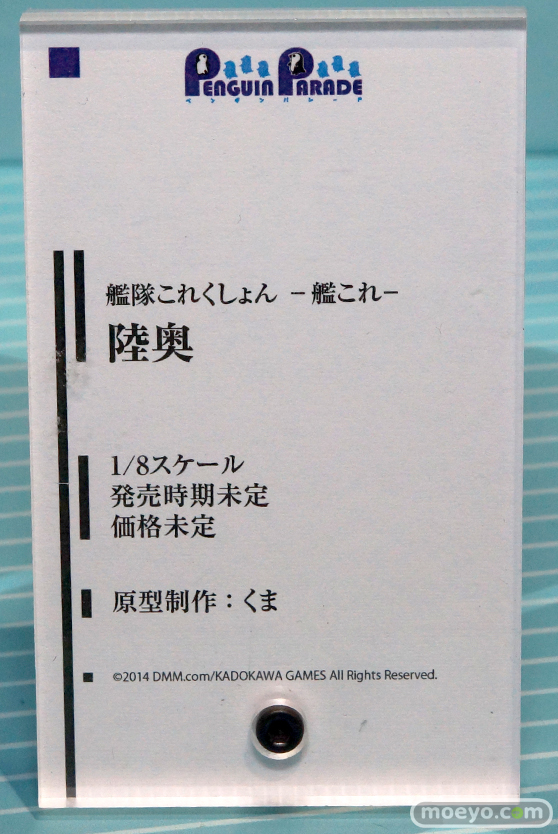 PENGUIN PARADE
ペンギンパレード
艦隊これくしょん －艦これ－
陸奥
1/8スケール
発売時期未定
価格未定
原型制作：くま
©2014 DMM.com/KADOKAWA GAMES All Rights Reserved.
moeyo.com